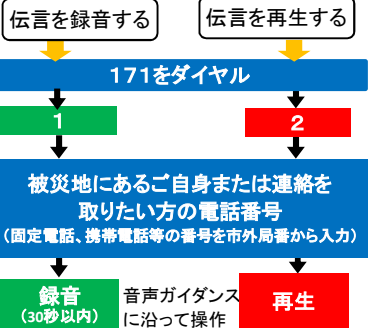 伝言を録音する
伝言を再生する
171をダイヤル
1
2
被災地にあるご自身または連絡を
取りたい方の電話番号
(固定電話、携帯電話等の番号を市外局番から入力)
録音
(30秒以内)
音声ガイダンス
に沿って操作
再生